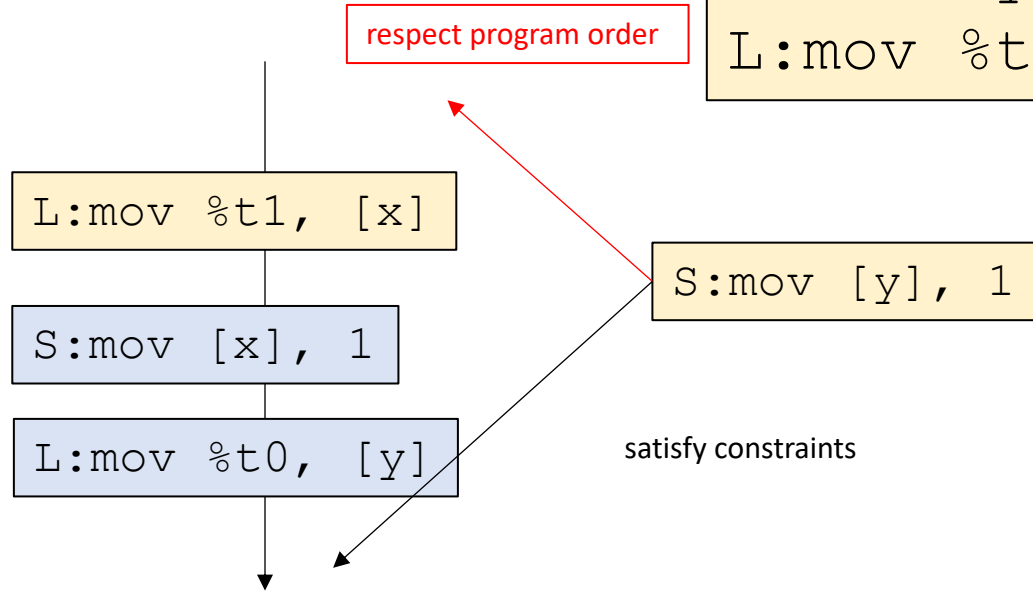 respect program order
L:mov %t
L:mov %t1, [x]
S:mov [y], 1
S:mov [x], 1
L:mov %t0, [y]
satisfy constraints